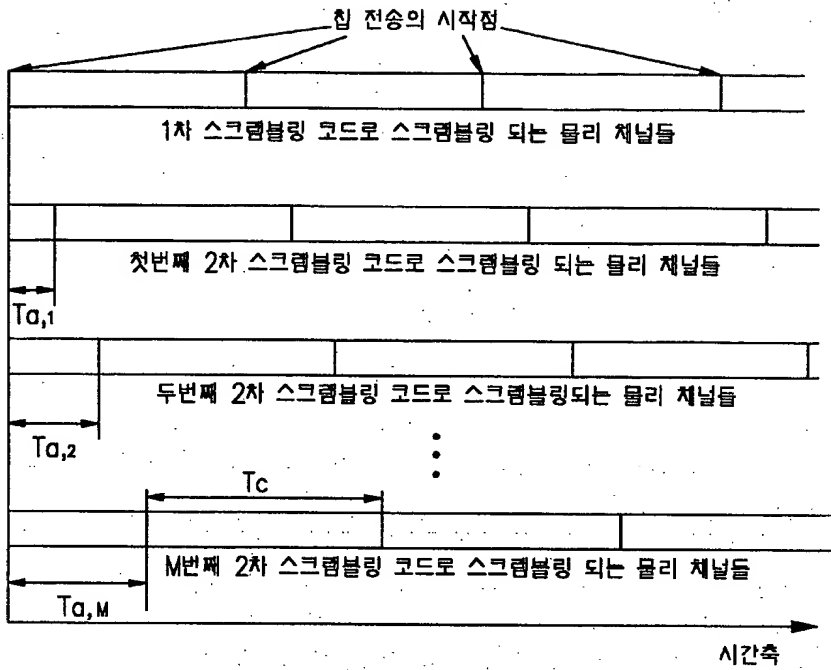 칩 전송의 시작점
1차 스크램블링 코드로 스크램블링 되는 물리 채널들
첫번째 2차 스크램블링 코드로 스크램블링 되는 물리 채널들
Ta,1
두번째 2차 스크램블링 코드로 스크램블링되는 물리 채널들
Ta,2
Tc
M번째 2차 스크램블링 코드로 스크램블링 되는 물리 채널들
Ta,M
시간축